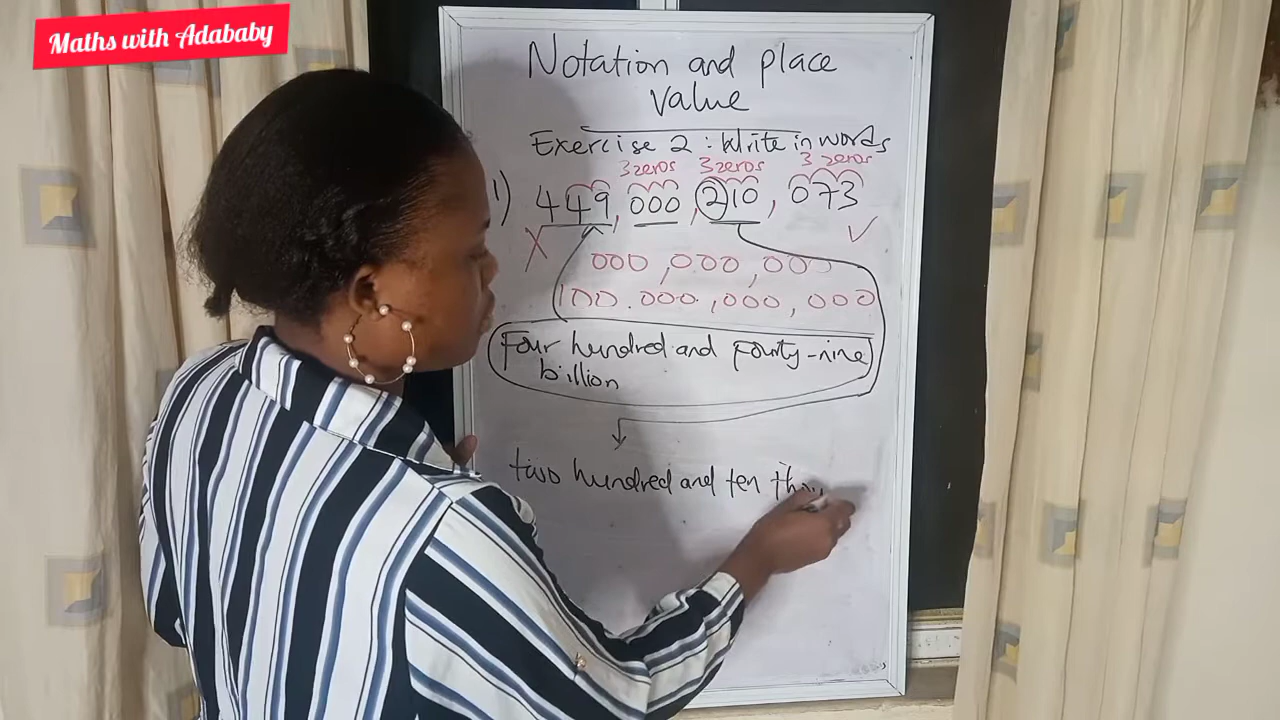 Maths with Adababy
Notation and place
value
Exercise 2 : Write in words
3 zeros 3 zeros 3 zeros
1) 449,000,210,073
X 000,000,000 ✓
100.000,000,000
Four hundred and Fourty-nine
billion
two hundred and ten thou